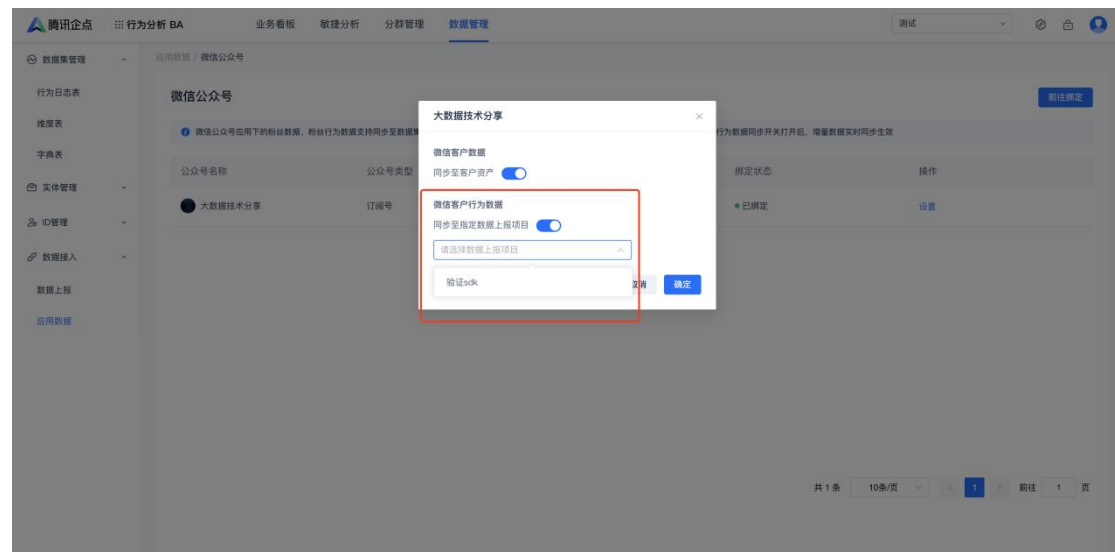 腾讯企点 行为分析 BA 业务看板 敏捷分析 分群管理 数据管理 测试
数据集管理
行为日志表
维度表
字典表
实体管理
ID管理
数据接入
数据上报
应用数据
应用数据 / 微信公众号
微信公众号 前往绑定
微信公众号应用下的粉丝数据、粉丝行为数据支持同步至数据 行为数据同步开关打开后，增量数据实时同步生效
公众号名称 公众号类型 绑定状态 操作
大数据技术分享 订阅号 已绑定 设置
大数据技术分享
微信客户数据
同步至客户资产
微信客户行为数据
同步至指定数据上报项目
请选择数据上报项目
验证sdk
取消 确定
共 1 条 10条/页 1 前往 1 页